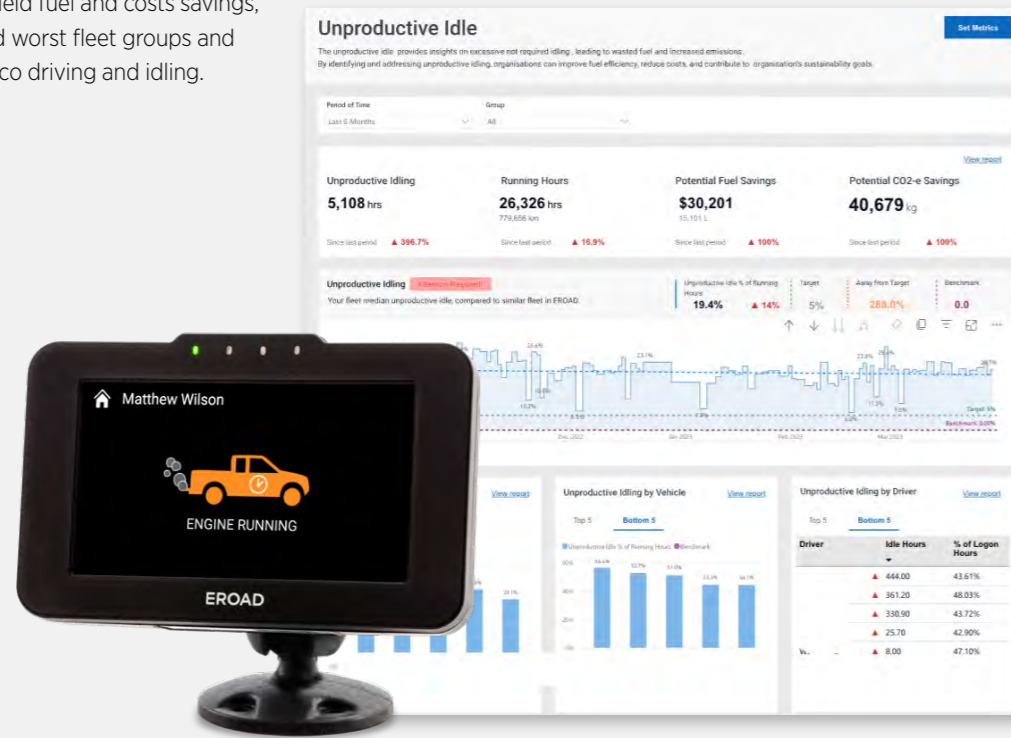 ield fuel and costs savings,
d worst fleet groups and
co driving and idling.
Unproductive Idle
Set Metrics
The unproductive idle provides insights on excessive not required idling, leading to wasted fuel and increased emissions.
By identifying and addressing unproductive idling, organisations can improve fuel efficiency, reduce costs, and contribute to organisation's sustainability goals.
Period of Time
Group
Last 6 Months
All
View report
Unproductive Idling
Running Hours
Potential Fuel Savings
Potential CO2-e Savings
5,108 hrs
26,326 hrs
$30,201
40,679 kg
779,656 km
15,101 L
Since last period ▲ 396.7%
Since last period ▲ 16.9%
Since last period ▲ 100%
Since last period ▲ 100%
Unproductive Idling Attention Required!
Your fleet median unproductive idle, compared to similar fleet in EROAD.
Unproductive Idle % of Running Hours
19.4% ▲ 14%
Target
5%
Away from Target
288.0%
Benchmark
0.0
23.1%
Target 5%
Benchmark 0.00%
Dec 2022
Jan 2023
Feb 2023
Mar 2023
Matthew Wilson
ENGINE RUNNING
EROAD
View report
Unproductive Idling by Vehicle
View report
Top 5 Bottom 5
Unproductive Idle % of Running Hours Benchmark
Unproductive Idling by Driver
View report
Top 5 Bottom 5
Driver Idle Hours % of Logon Hours
▲ 444.00 43.61%
▲ 361.20 48.03%
▲ 330.90 43.72%
▲ 25.70 42.90%
▲ 8.00 47.10%